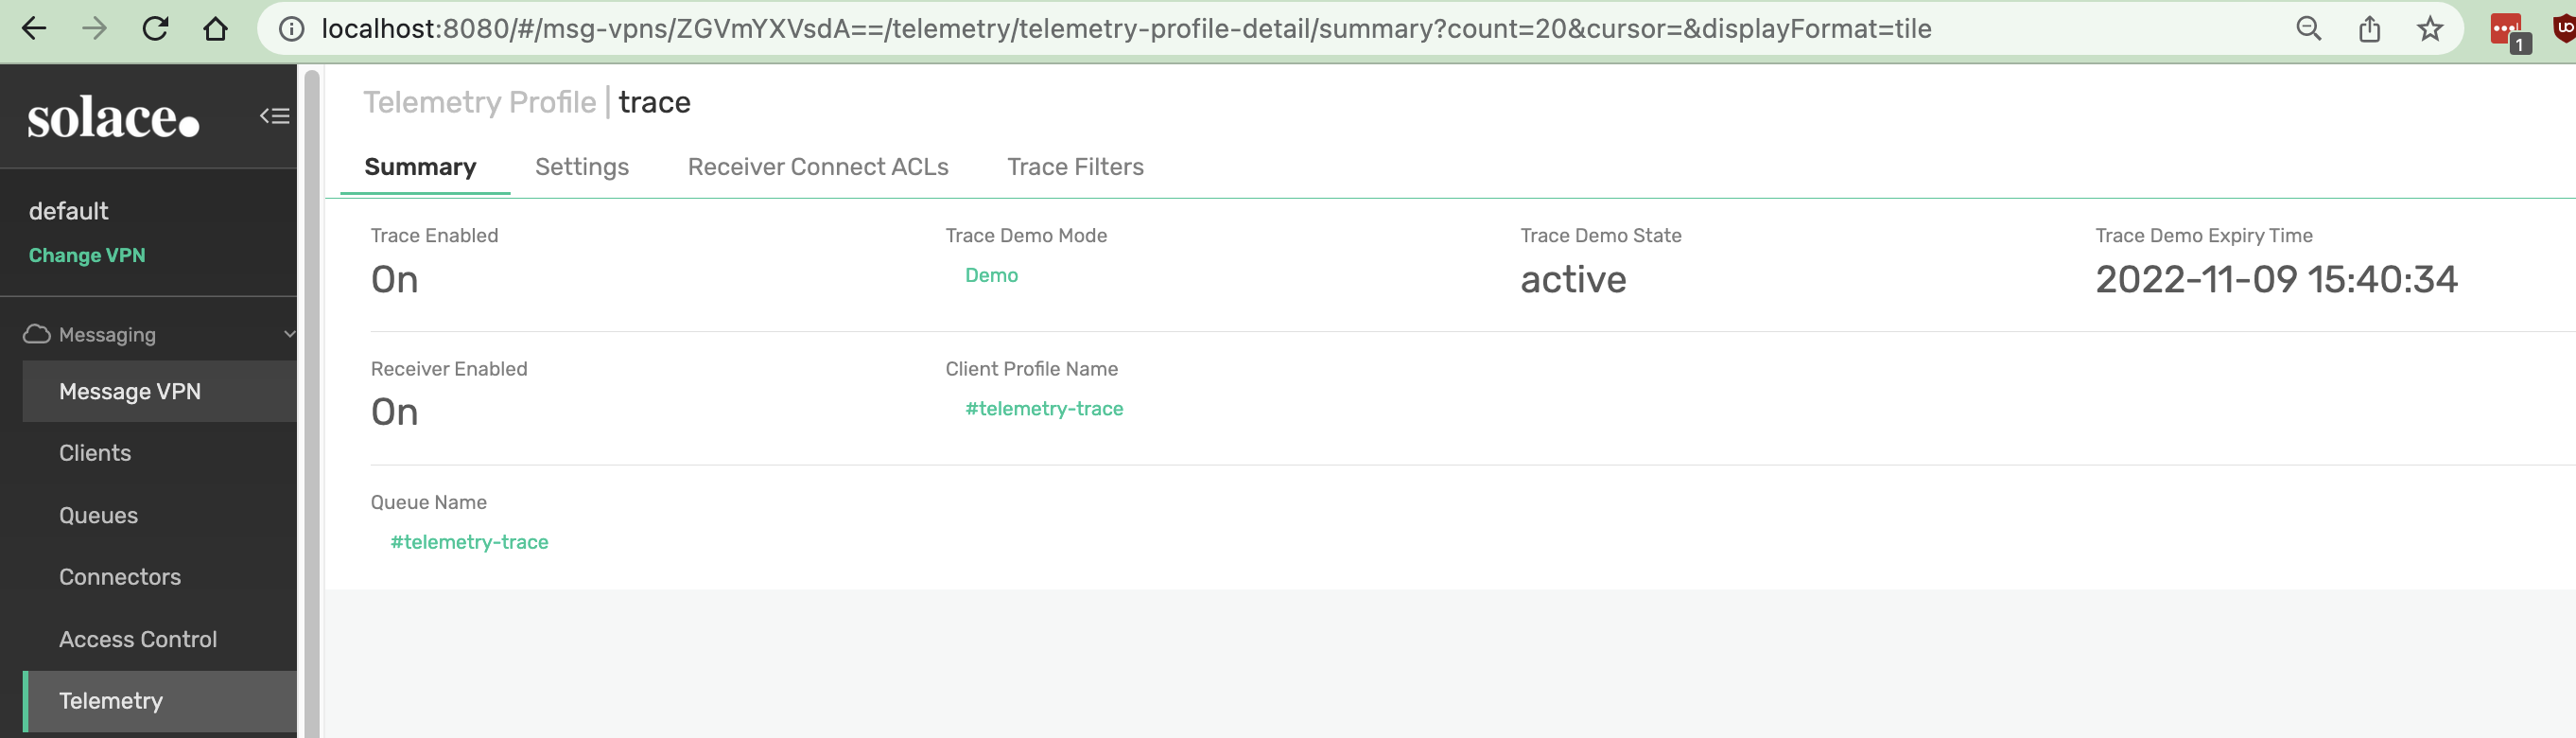 localhost:8080/#/msg-vpns/ZGVmYXVsdA==/telemetry/telemetry-profile-detail/summary?count=20&cursor=&displayFormat=tile
1
solace.
default
Change VPN
Messaging
Message VPN
Clients
Queues
Connectors
Access Control
Telemetry
Telemetry Profile | trace
Summary Settings Receiver Connect ACLs Trace Filters
Trace Enabled Trace Demo Mode Trace Demo State Trace Demo Expiry Time
On Demo active 2022-11-09 15:40:34
Receiver Enabled Client Profile Name
On #telemetry-trace
Queue Name
#telemetry-trace